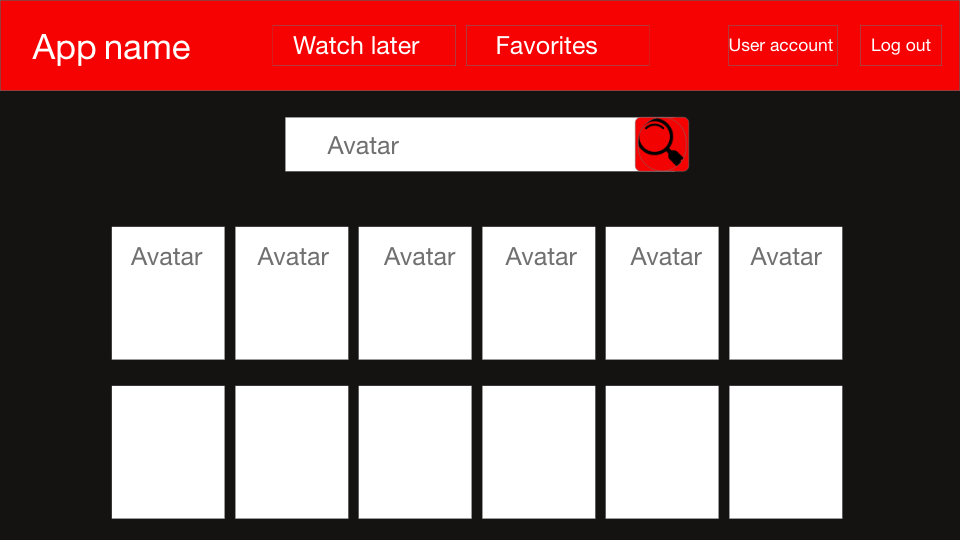 App name
Watch later
Favorites
User account
Log out
Avatar
Avatar
Avatar
Avatar
Avatar
Avatar
Avatar